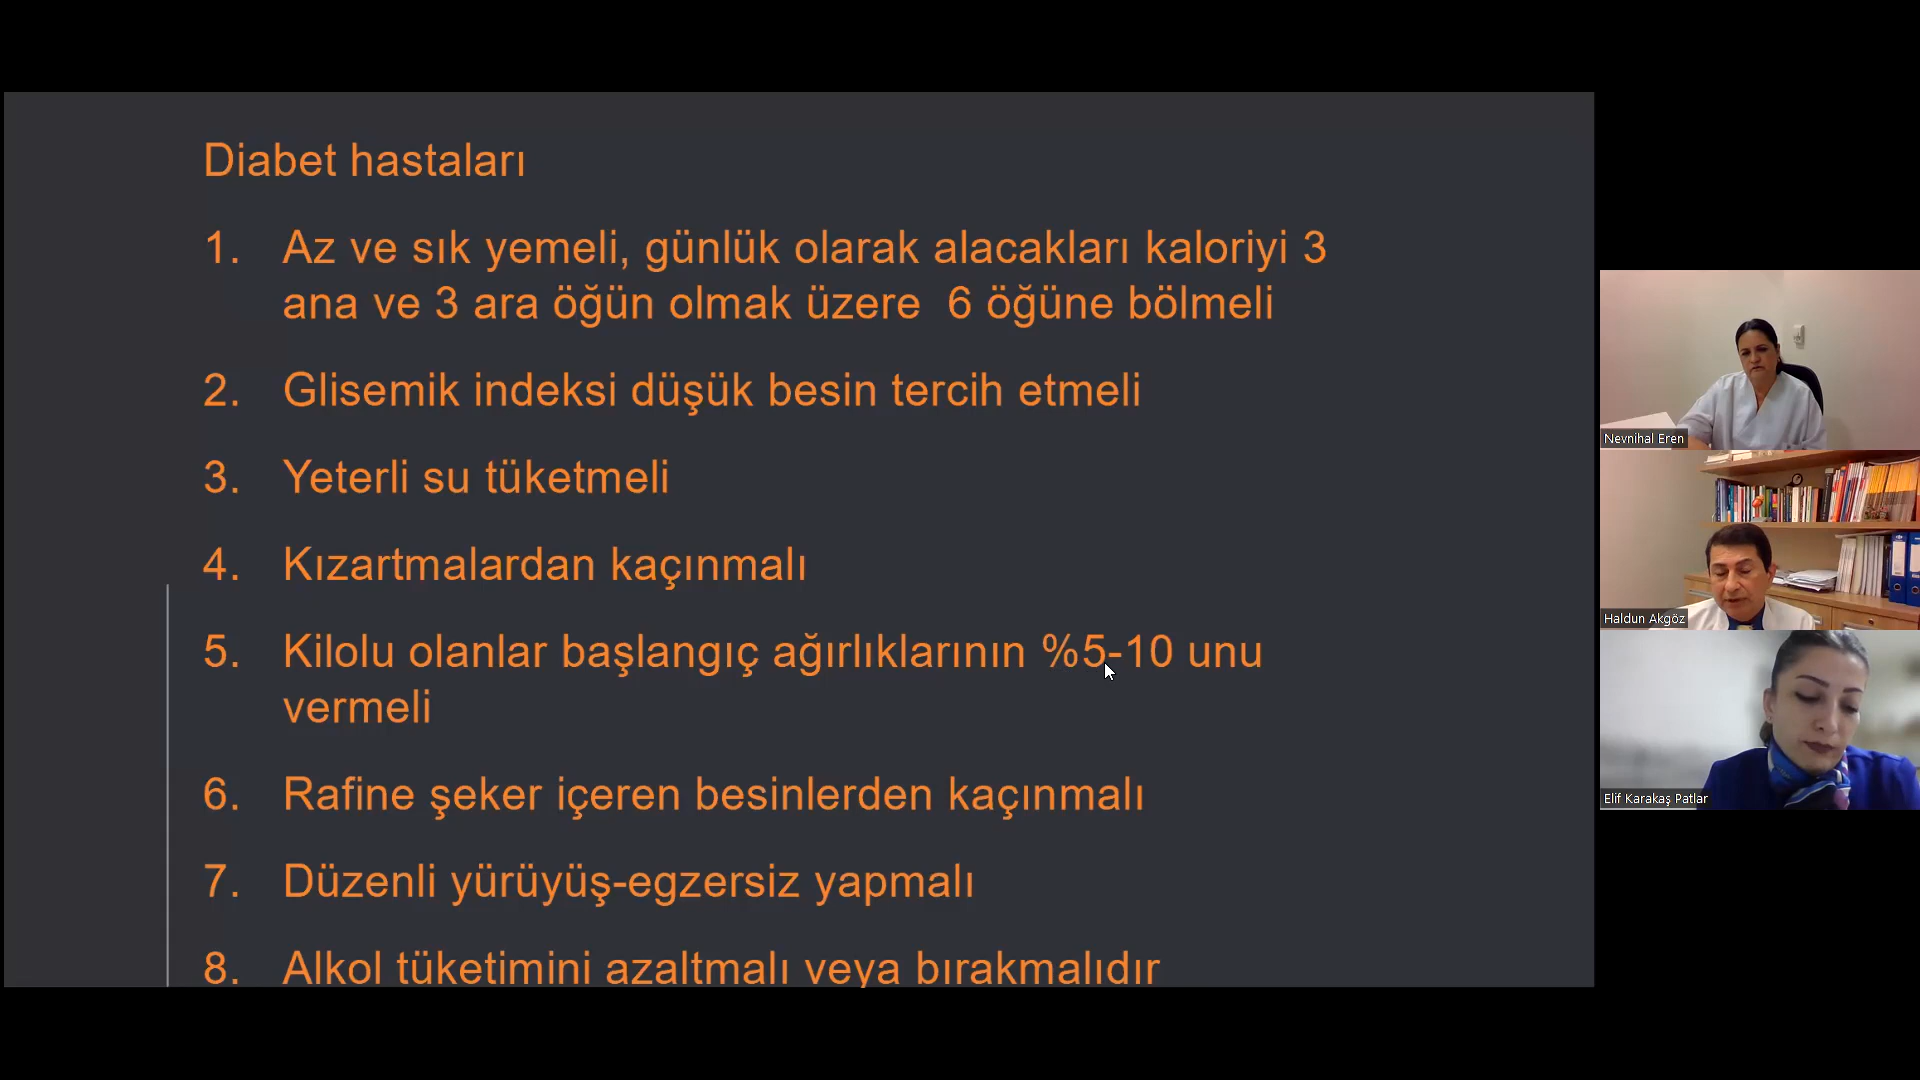 Diabet hastaları
1. Az ve sık yemeli, günlük olarak alacakları kaloriyi 3
ana ve 3 ara öğün olmak üzere  6 öğüne bölmeli
2. Glisemik indeksi düşük besin tercih etmeli
3. Yeterli su tüketmeli
4. Kızartmalardan kaçınmalı
5. Kilolu olanlar başlangıç ağırlıklarının %5-10 unu
vermeli
6. Rafine şeker içeren besinlerden kaçınmalı
7. Düzenli yürüyüş-egzersiz yapmalı
8. Alkol tüketimini azaltmalı veya bırakmalıdır
Nevnihal Eren
Haldun Akgöz
Elif Karakaş Patlar